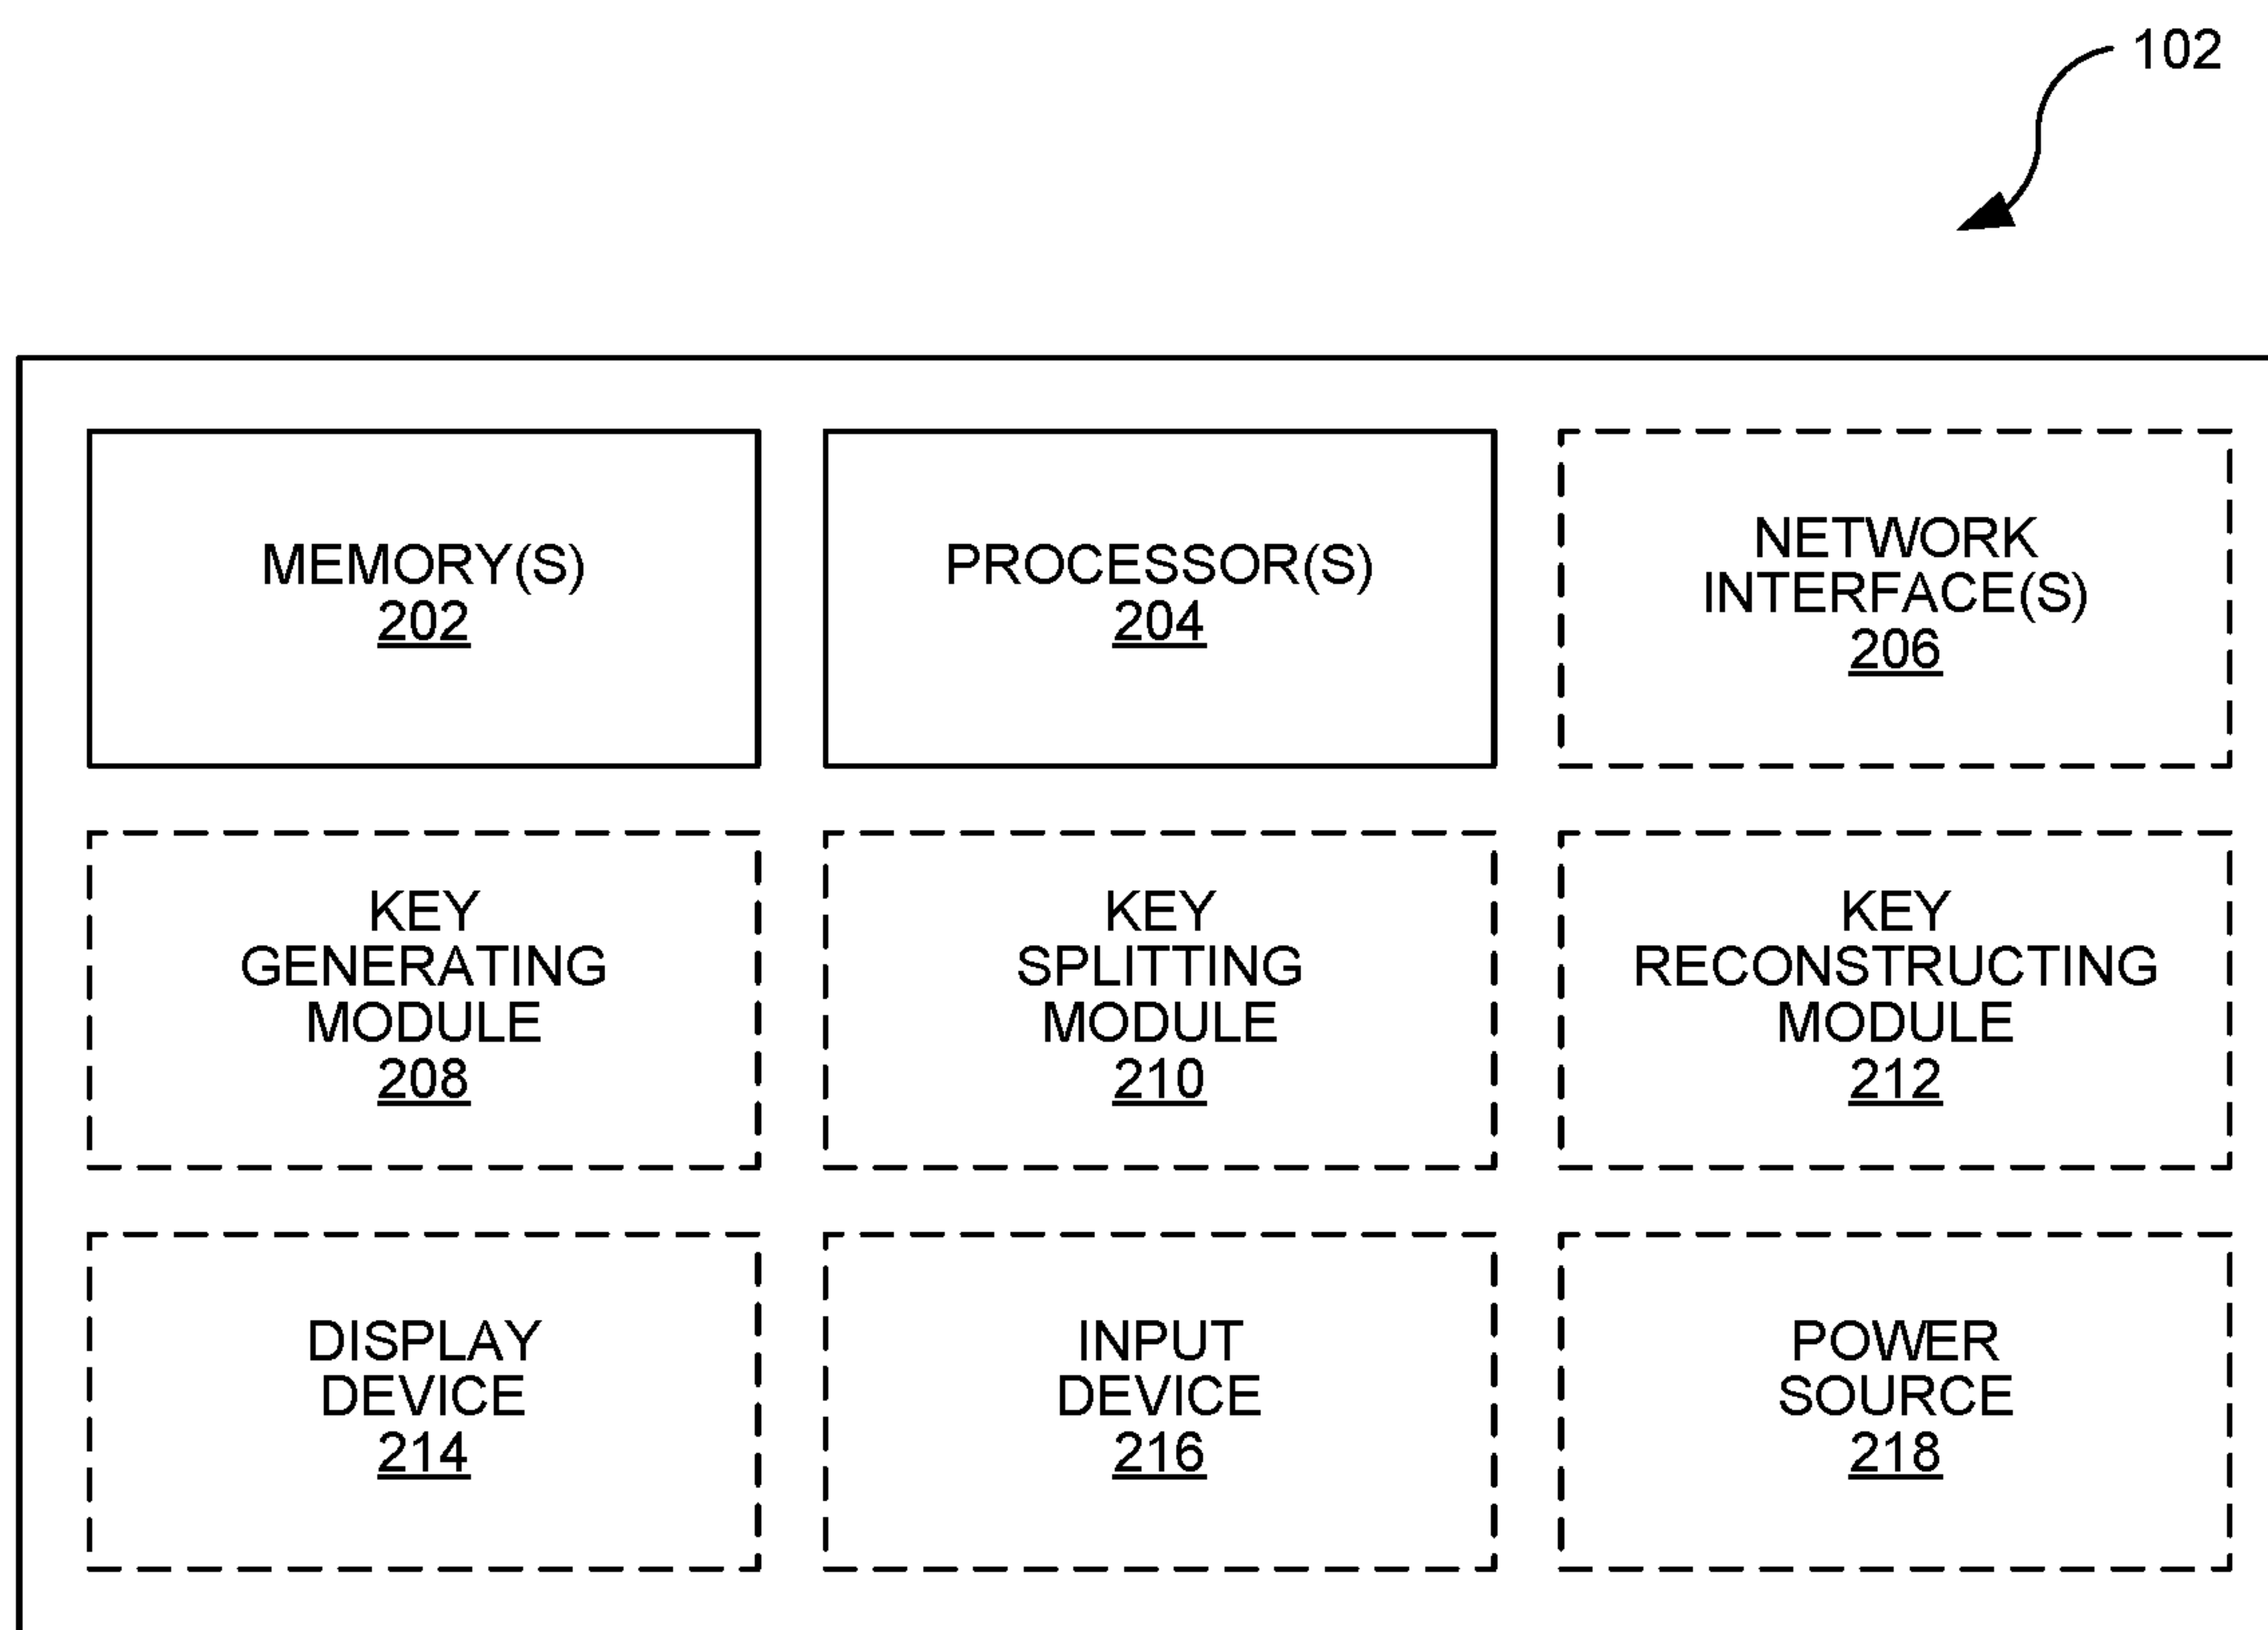 102
MEMORY(S)
202
PROCESSOR(S)
204
NETWORK
INTERFACE(S)
206
KEY
GENERATING
MODULE
208
KEY
SPLITTING
MODULE
210
KEY
RECONSTRUCTING
MODULE
212
DISPLAY
DEVICE
214
INPUT
DEVICE
216
POWER
SOURCE
218